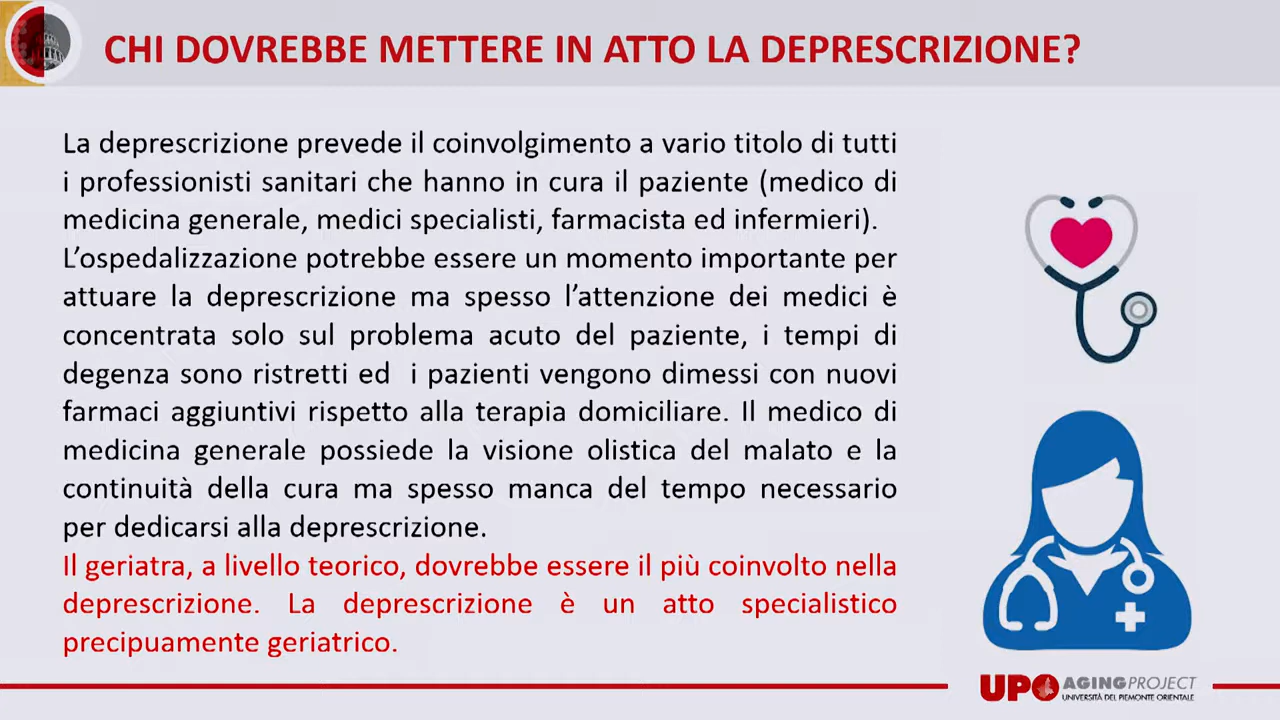 CHI DOVREBBE METTERE IN ATTO LA DEPRESCRIZIONE?
La deprescrizione prevede il coinvolgimento a vario titolo di tutti
i professionisti sanitari che hanno in cura il paziente (medico di
medicina generale, medici specialisti, farmacista ed infermieri).
L’ospedalizzazione potrebbe essere un momento importante per
attuare la deprescrizione ma spesso l’attenzione dei medici è
concentrata solo sul problema acuto del paziente, i tempi di
degenza sono ristretti ed i pazienti vengono dimessi con nuovi
farmaci aggiuntivi rispetto alla terapia domiciliare. Il medico di
medicina generale possiede la visione olistica del malato e la
continuità della cura ma spesso manca del tempo necessario
per dedicarsi alla deprescrizione.
Il geriatra, a livello teorico, dovrebbe essere il più coinvolto nella
deprescrizione. La deprescrizione è un atto specialistico
precipuamente geriatrico.
UPO AGING PROJECT
UNIVERSITÀ DEL PIEMONTE ORIENTALE